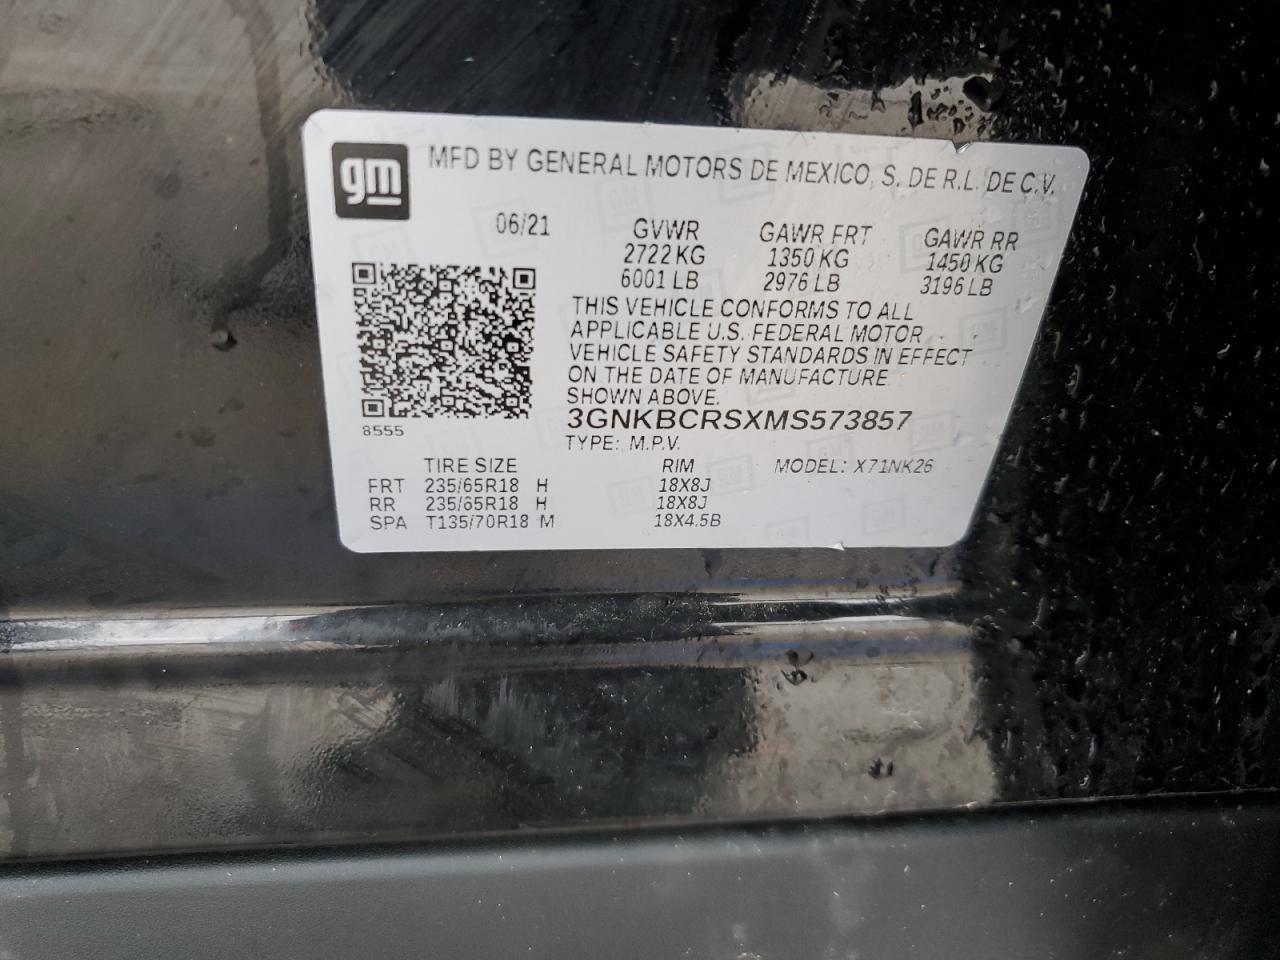 gm
MFD BY GENERAL MOTORS DE MEXICO, S. DE R.L. DE C.V.
06/21
GVWR GAWR FRT GAWR RR
2722 KG 1350 KG 1450 KG
6001 LB 2976 LB 3196 LB
THIS VEHICLE CONFORMS TO ALL
APPLICABLE U.S. FEDERAL MOTOR
VEHICLE SAFETY STANDARDS IN EFFECT
ON THE DATE OF MANUFACTURE
SHOWN ABOVE.
3GNKBCRSXMS573857
8555
TYPE: M.P.V.
TIRE SIZE RIM MODEL: X71NK26
FRT 235/65R18 H 18X8J
RR 235/65R18 H 18X8J
SPA T135/70R18 M 18X4.5B